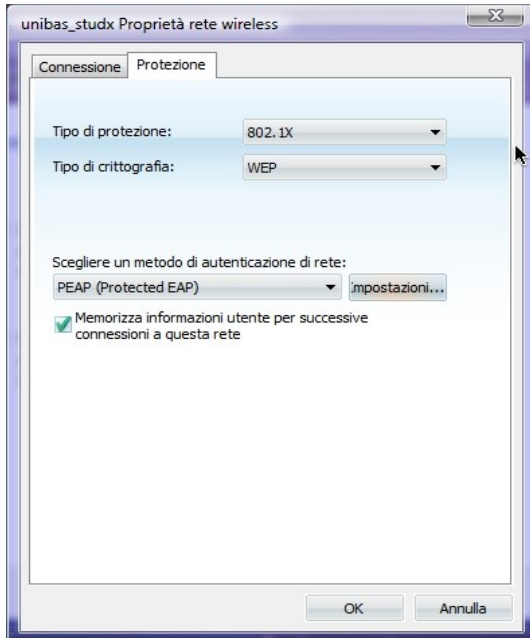 unibas_studx Proprietà rete wireless
Connessione
Protezione
Tipo di protezione:
802.1X
Tipo di crittografia:
WEP
Scegliere un metodo di autenticazione di rete:
PEAP (Protected EAP)
Impostazioni...
Memorizza informazioni utente per successive
connessioni a questa rete
OK
Annulla